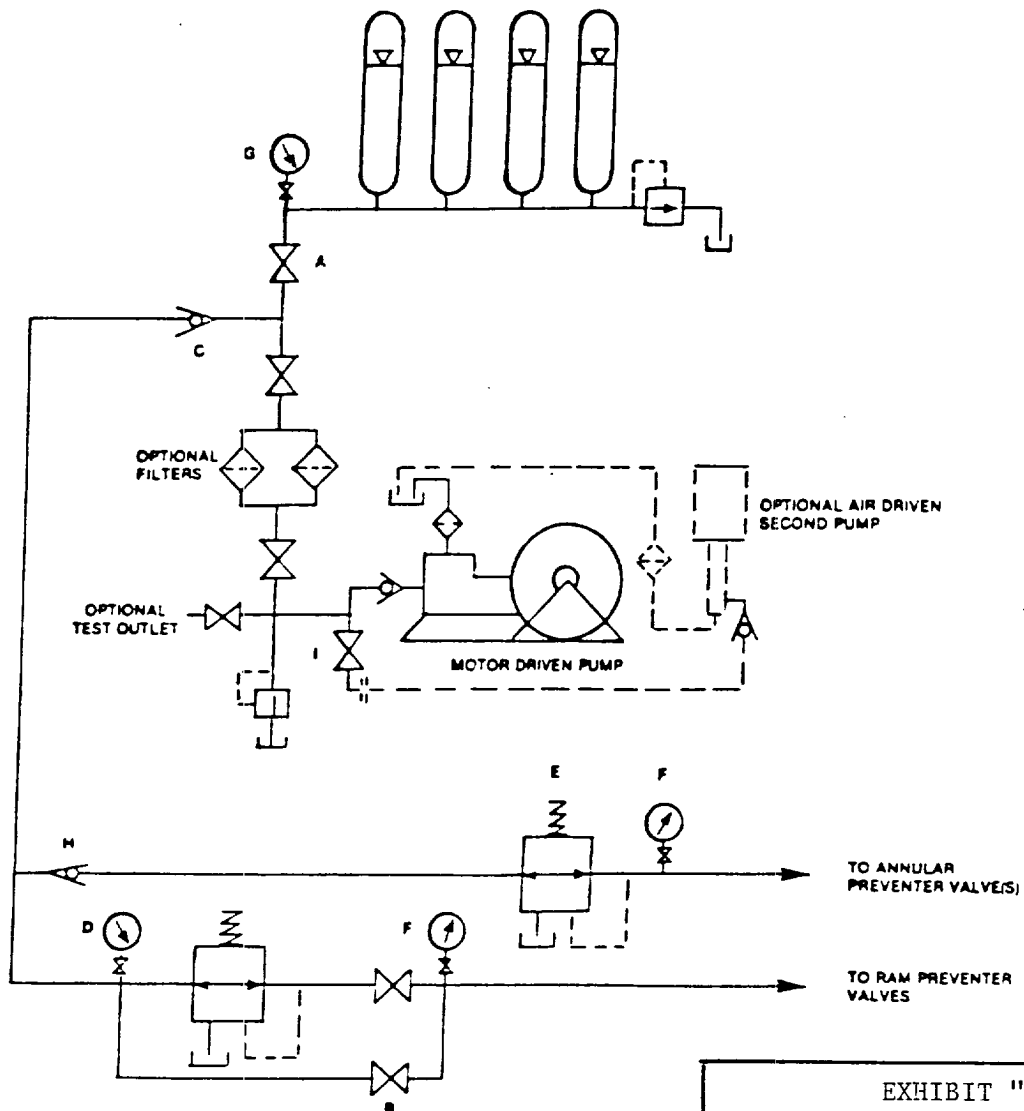 G
A
C
OPTIONAL
FILTERS
OPTIONAL AIR DRIVEN
SECOND PUMP
OPTIONAL
TEST OUTLET
I
MOTOR DRIVEN PUMP
E
F
H
TO ANNULAR
PREVENTER VALVE(S)
D
F
TO RAM PREVENTER
VALVES
EXHIBIT "